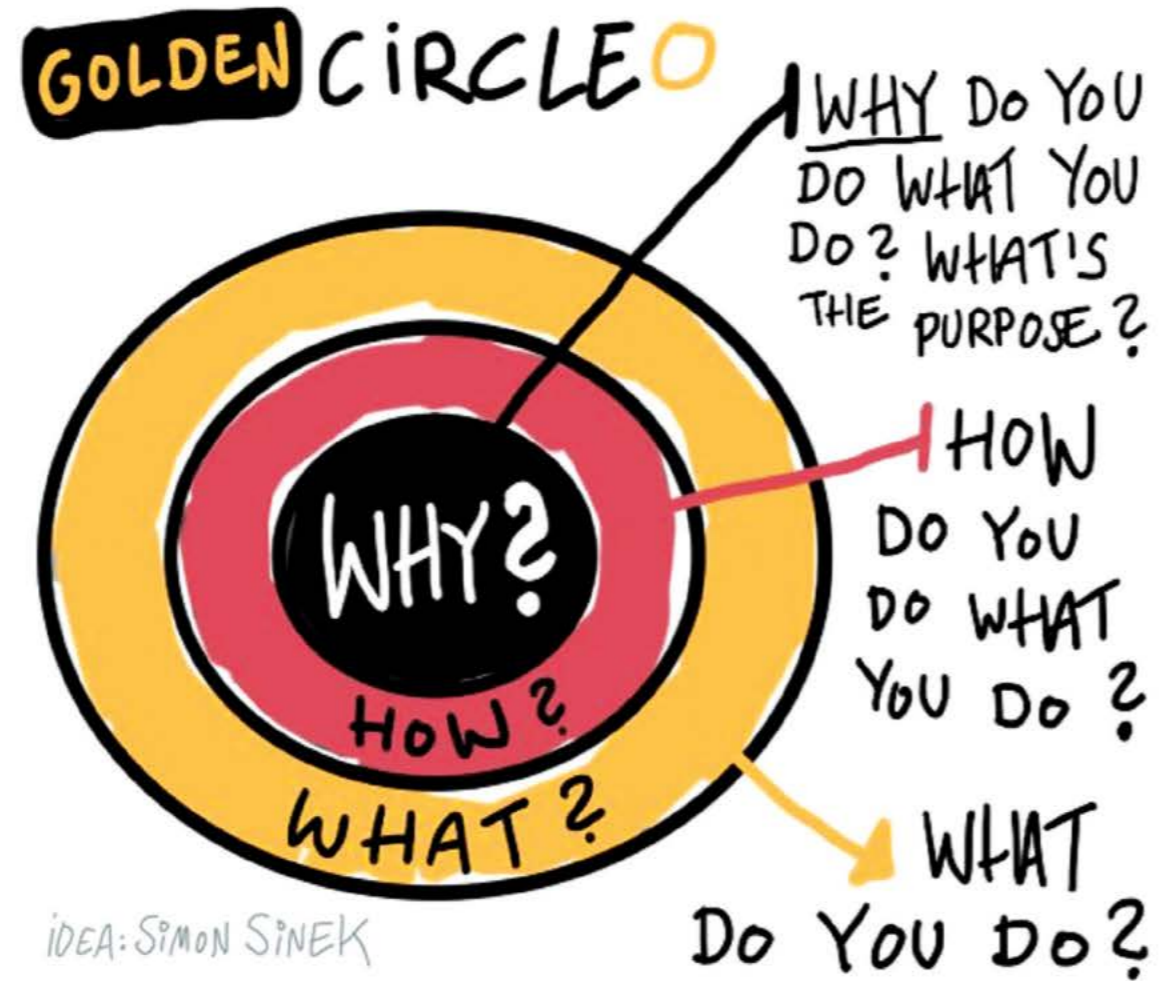 GOLDEN CIRCLE
WHY DO YOU
DO WHAT YOU
DO? WHAT'S
THE PURPOSE?
HOW
DO YOU
DO WHAT
YOU DO?
WHY?
HOW?
WHAT?
WHAT
DO YOU DO?
iDEA: SiMON SiNEK